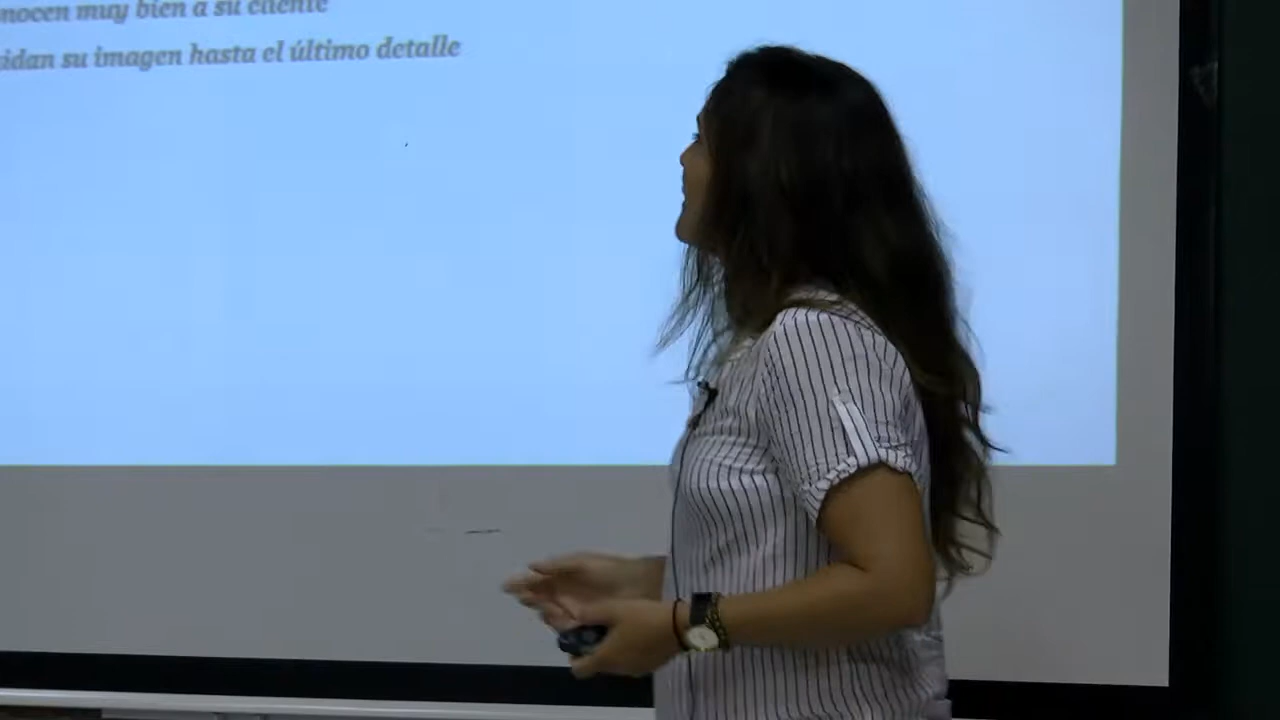 nocen muy bien a su cliente
idan su imagen hasta el último detalle